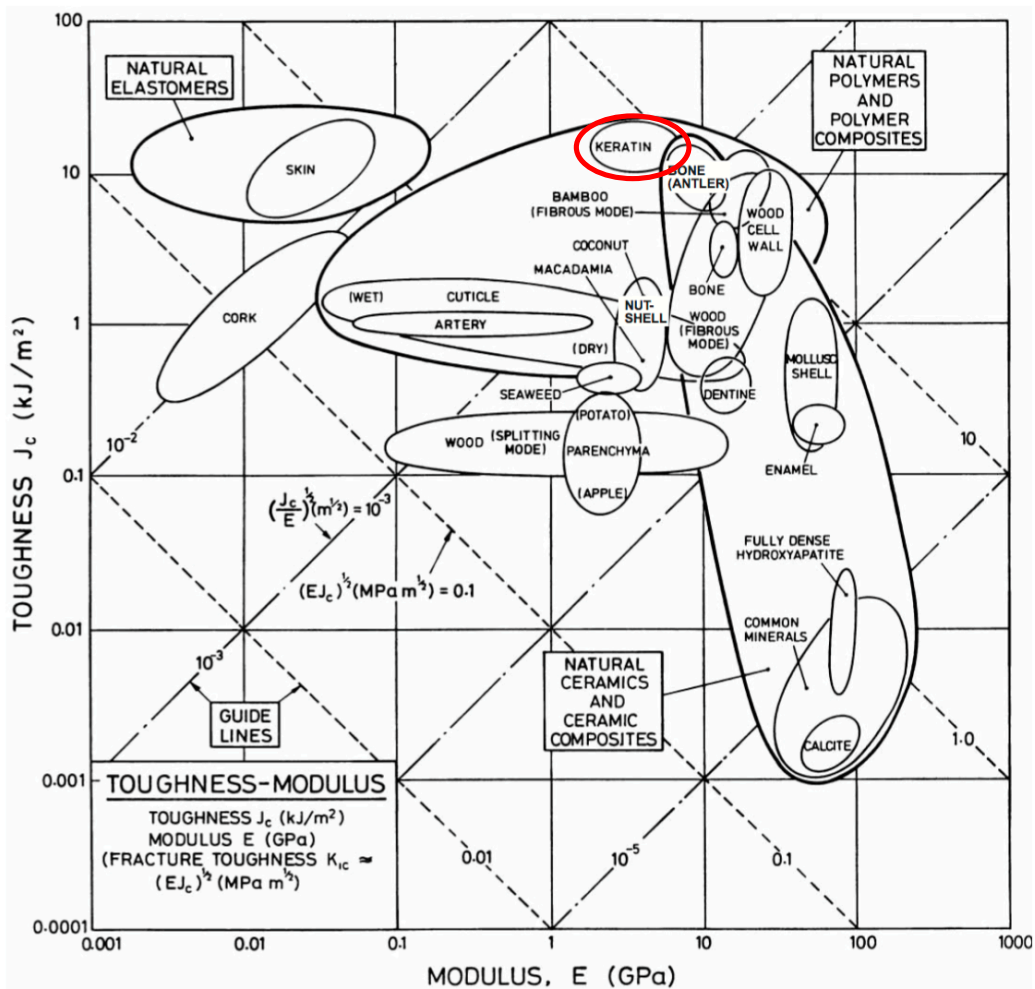 100
10
1
0.1
0.01
0.001
0.0001
TOUGHNESS J_c (kJ/m²)
NATURAL
ELASTOMERS
SKIN
KERATIN
NATURAL
POLYMERS
AND
POLYMER
COMPOSITES
BONE
(ANTLER)
BAMBOO
(FIBROUS MODE)
WOOD
CELL
WALL
COCONUT
MACADAMIA
BONE
NUT-
SHELL
(WET)
CUTICLE
ARTERY
(DRY)
CORK
WOOD
(FIBROUS
MODE)
MOLLUSC
SHELL
SEAWEED
DENTINE
(POTATO)
WOOD (SPLITTING
MODE)
PARENCHYMA
(APPLE)
ENAMEL
10⁻²
10
(J_c/E)^½(m^½) = 10⁻³
(EJ_c)^½(MPa m^½) = 0.1
FULLY DENSE
HYDROXYAPATITE
COMMON
MINERALS
10⁻³
GUIDE
LINES
NATURAL
CERAMICS
AND
CERAMIC
COMPOSITES
CALCITE
1.0
TOUGHNESS-MODULUS
TOUGHNESS J_c (kJ/m²)
MODULUS E (GPa)
(FRACTURE TOUGHNESS K_IC ≈
(EJ_c)^½ (MPa m^½)
0.01
10⁻⁵
0.1
0.001
0.01
0.1
1
10
100
1000
MODULUS, E (GPa)